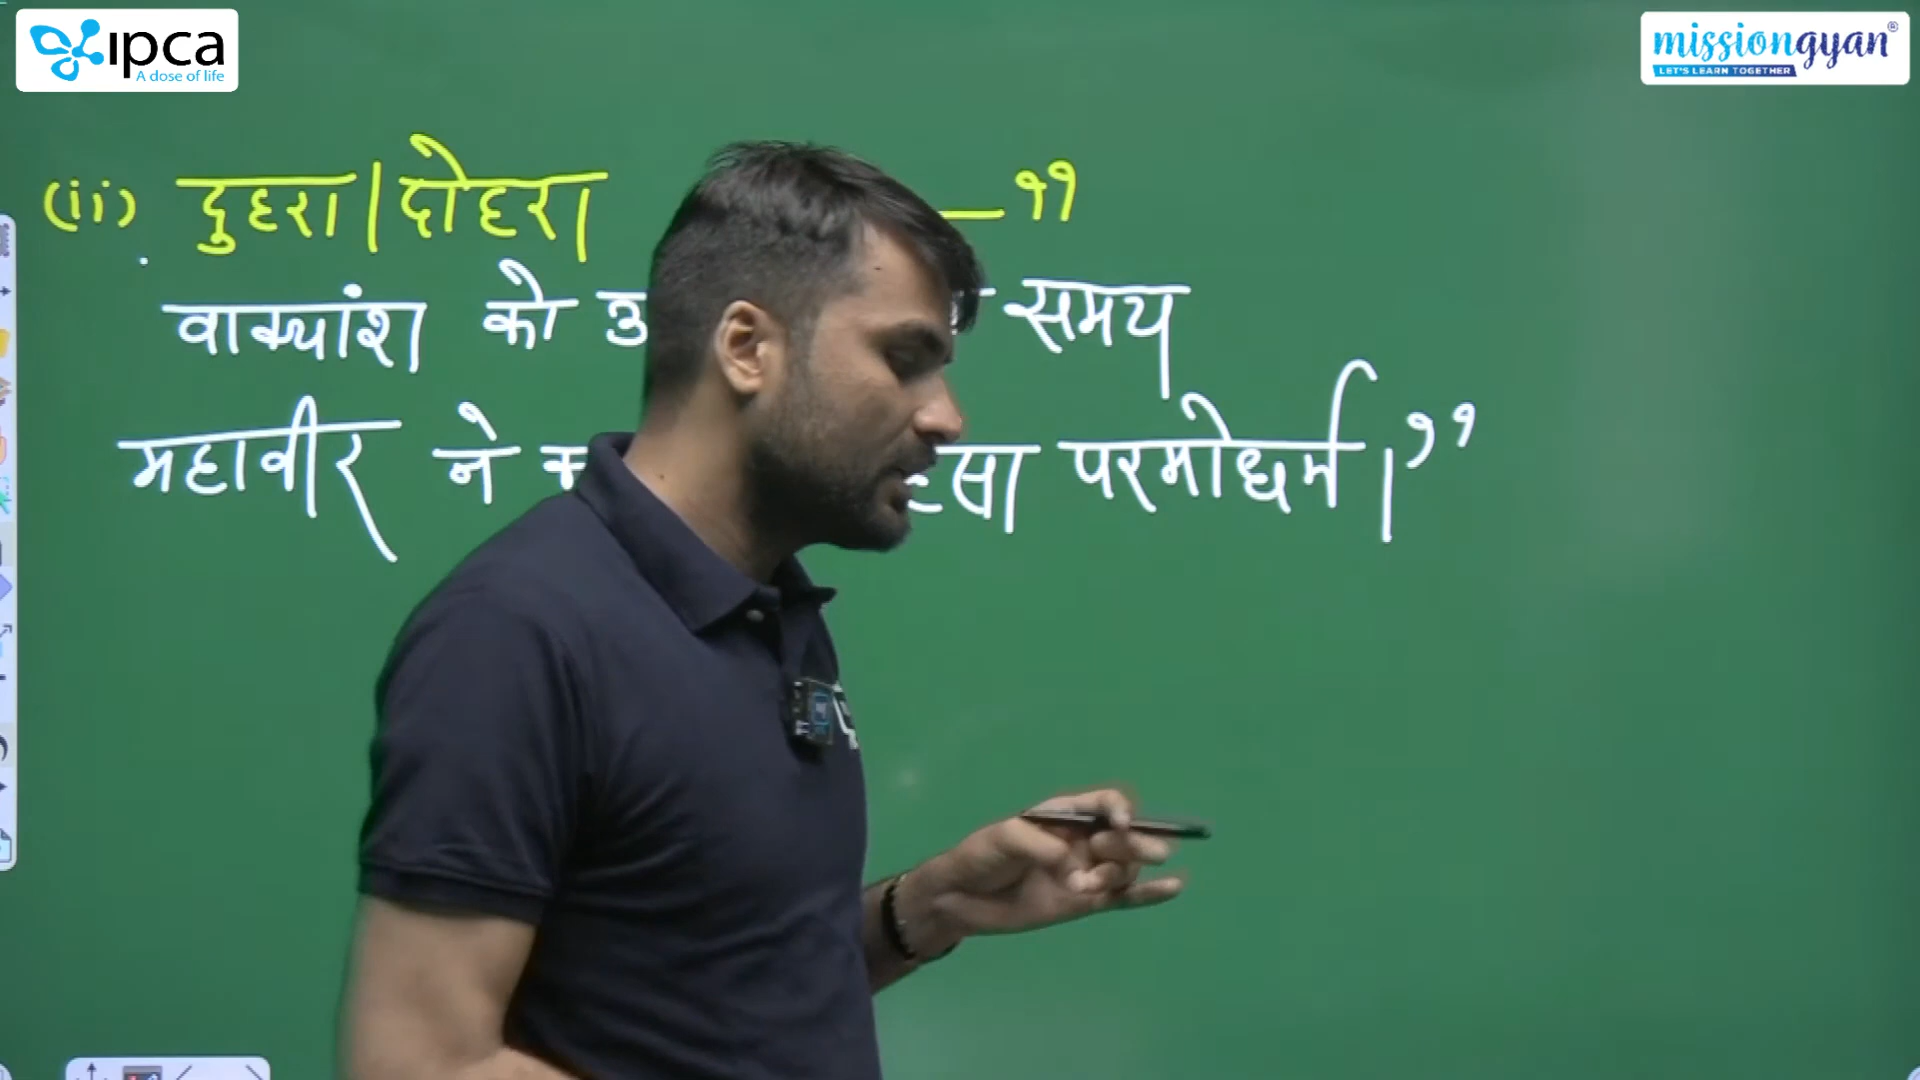 ipca
A dose of life
missiongyan®
LET'S LEARN TOGETHER
(ii) दुहरा/दोहरा — ”
वाक्यांश को समय
महावीर ने परमोधर्म।”